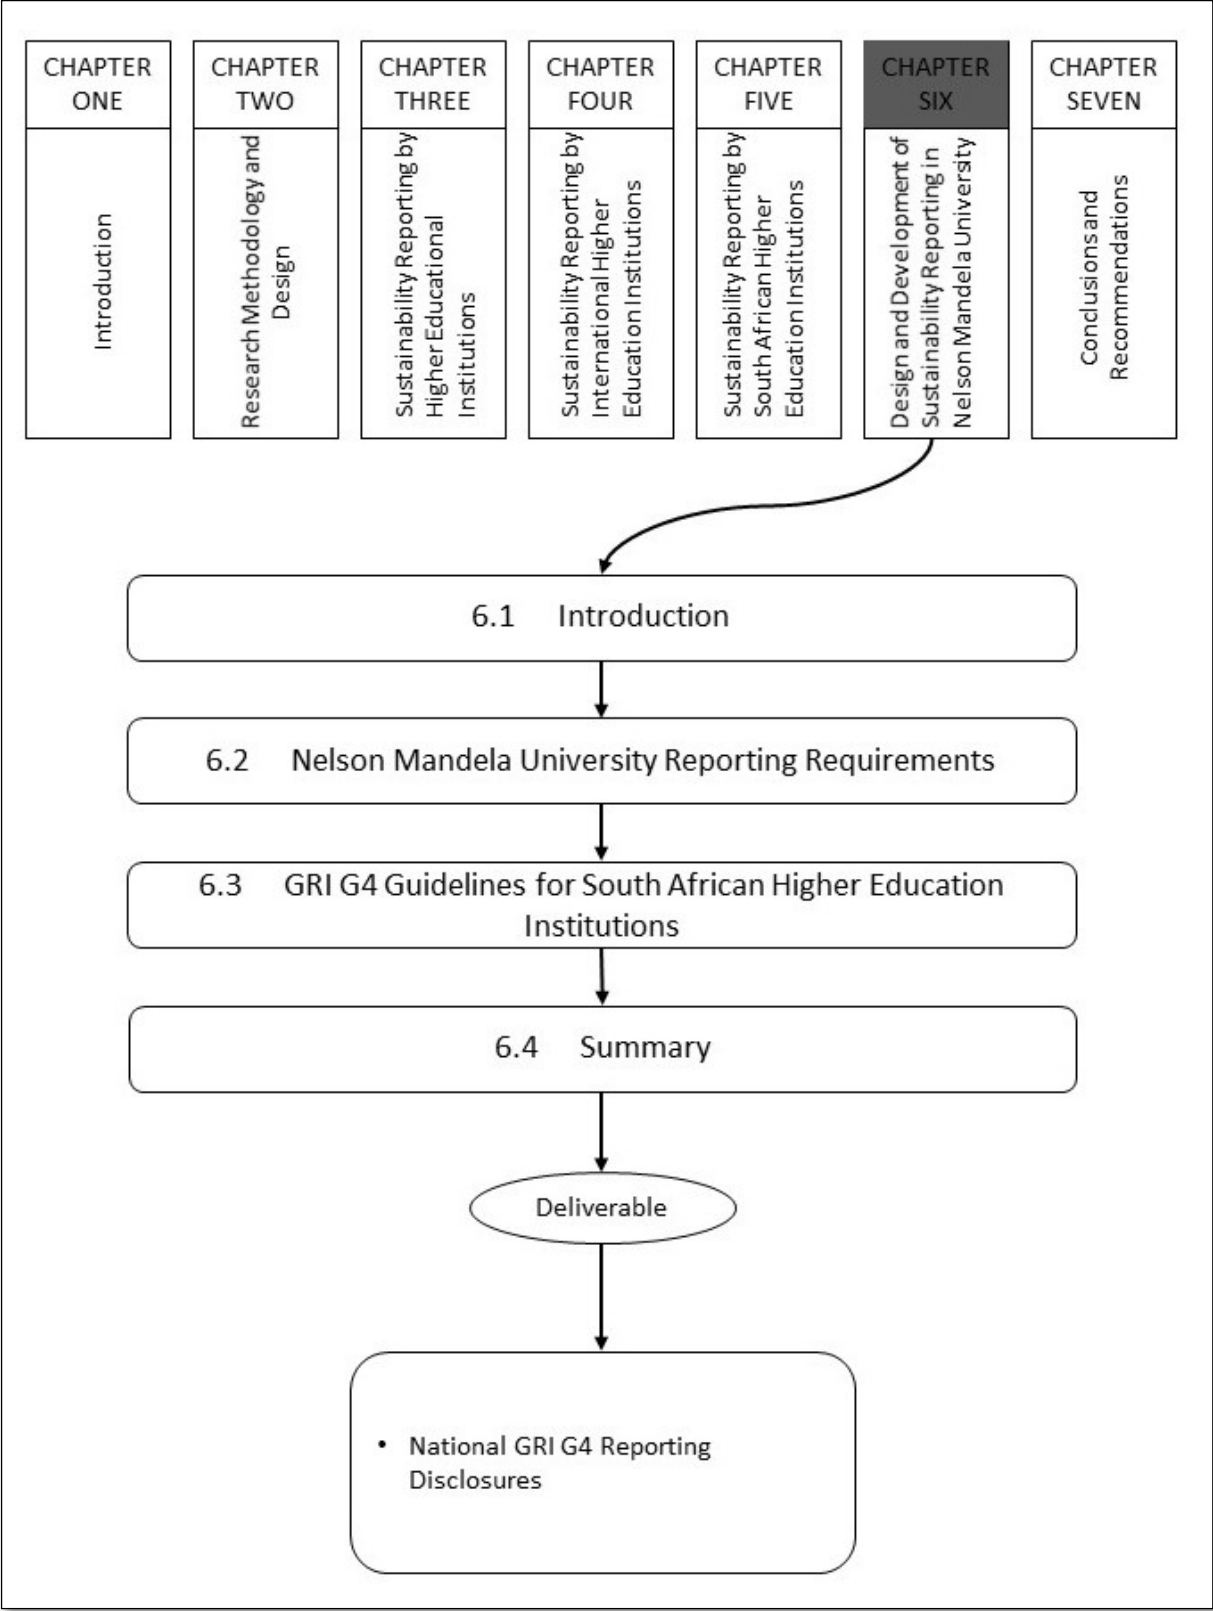 CHAPTER
ONE
CHAPTER
TWO
CHAPTER
THREE
CHAPTER
FOUR
CHAPTER
FIVE
CHAPTER
SIX
CHAPTER
SEVEN
Introduction
Research Methodology and
Design
Sustainability Reporting by
Higher Educational
Institutions
Sustainability Reporting by
International Higher
Education Institutions
Sustainability Reporting by
South African Higher
Education Institutions
Design and Development of
Sustainability Reporting in
Nelson Mandela University
Conclusions and
Recommendations
6.1 Introduction
6.2 Nelson Mandela University Reporting Requirements
6.3 GRI G4 Guidelines for South African Higher Education
Institutions
6.4 Summary
Deliverable
• National GRI G4 Reporting
Disclosures